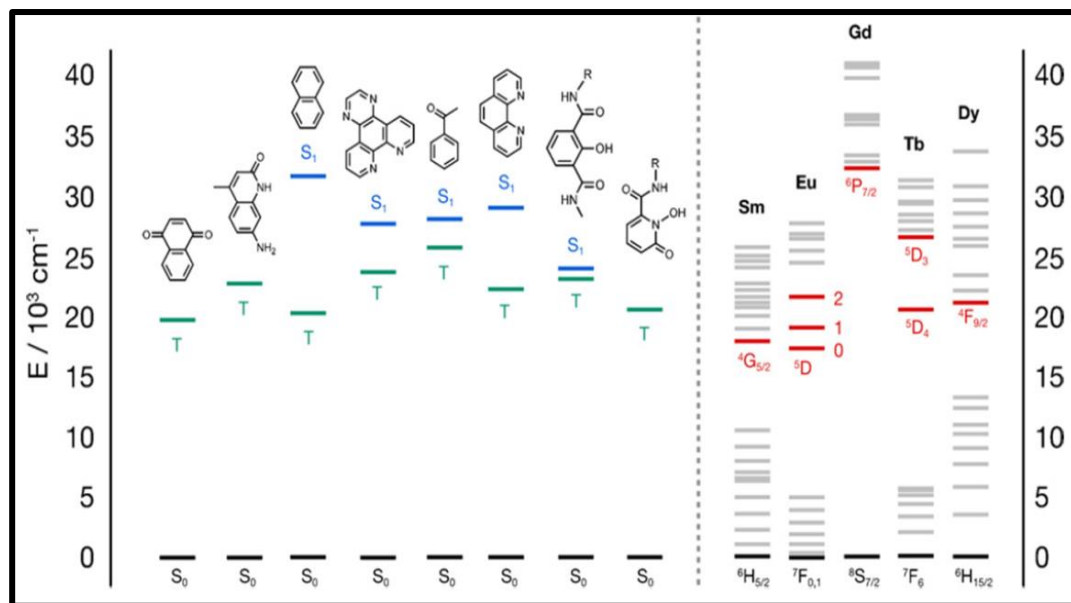 E / 10³ cm⁻¹
40
35
30
25
20
15
10
5
0
O
O
T
S₀
O
NH
NH₂
T
S₀
S₁
T
S₀
N
N
N
N
S₁
T
S₀
O
S₁
T
S₀
N
N
S₁
T
S₀
R
HN
O
OH
O
NH
S₁
T
S₀
R
HN
O
N
OH
O
T
S₀
Sm
⁴G₅/₂
⁶H₅/₂
Eu
2
1
0
⁵D
⁷F₀,₁
Gd
⁶P₇/₂
⁸S₇/₂
Tb
⁵D₃
⁵D₄
⁷F₆
Dy
⁴F₉/₂
⁶H₁₅/₂
40
35
30
25
20
15
10
5
0